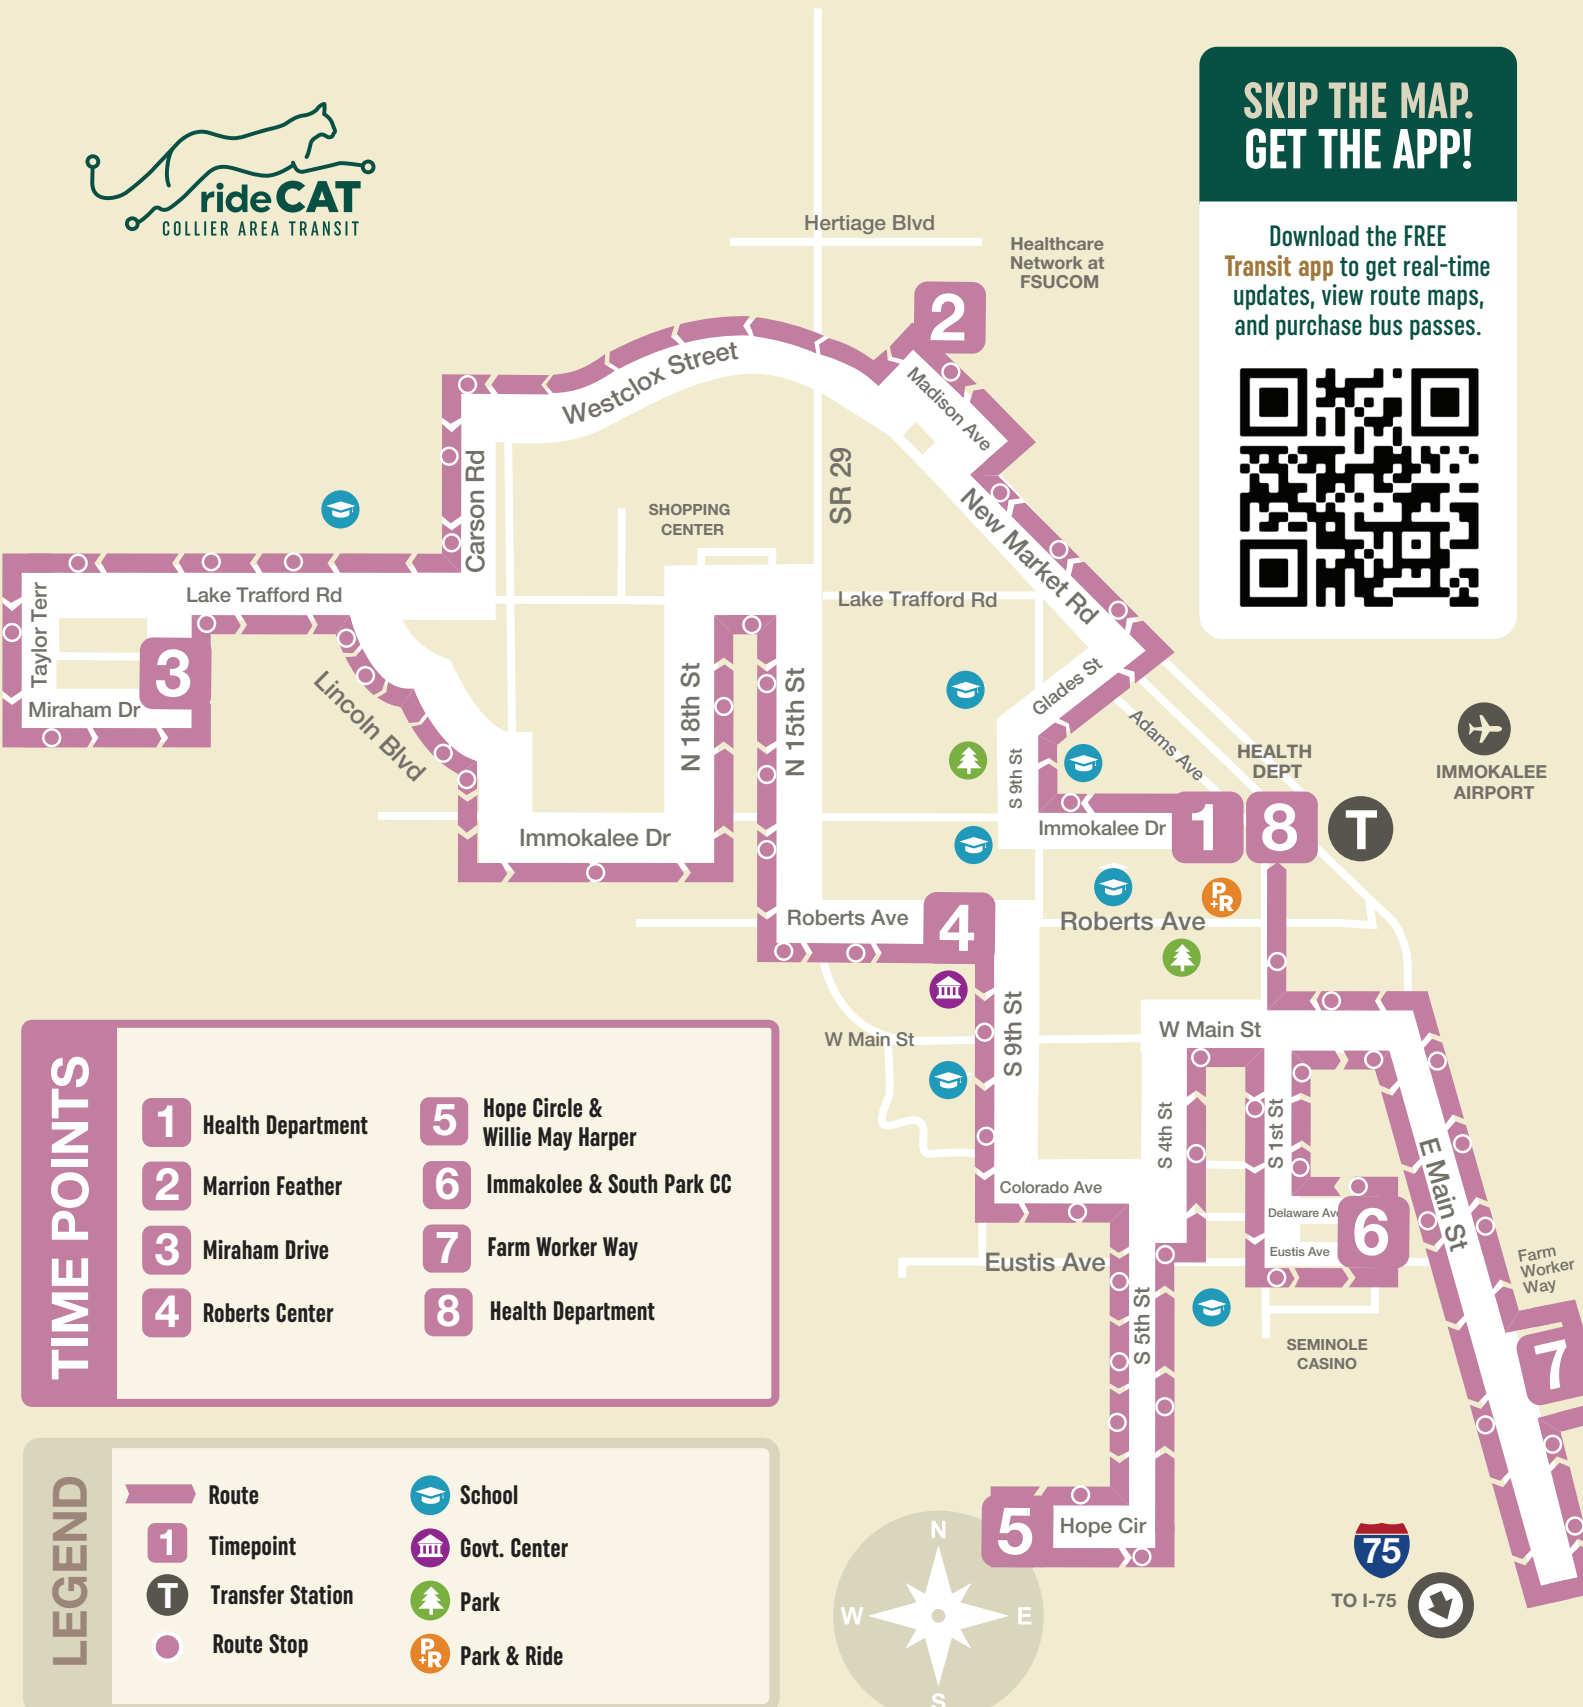 rideCAT
COLLIER AREA TRANSIT
SKIP THE MAP.
GET THE APP!
Download the FREE
Transit app to get real-time
updates, view route maps,
and purchase bus passes.
Hertiage Blvd
Healthcare
Network at
FSUCOM
2
Westclox Street
Madison Ave
Carson Rd
SR 29
SHOPPING
CENTER
New Market Rd
Lake Trafford Rd
Lake Trafford Rd
Taylor Terr
3
Miraham Dr
Lincoln Blvd
N 18th St
N 15th St
Glades St
Adams Ave
S 9th St
HEALTH
DEPT
IMMOKALEE
AIRPORT
Immokalee Dr
Immokalee Dr
1
8
T
P
+R
Roberts Ave
4
Roberts Ave
W Main St
S 9th St
W Main St
S 4th St
S 1st St
E Main St
Colorado Ave
Delaware Ave
Eustis Ave
6
Eustis Ave
Farm
Worker
Way
S 5th St
SEMINOLE
CASINO
7
5
Hope Cir
75
TO I-75
N
W
E
S
TIME POINTS
1 Health Department
2 Marrion Feather
3 Miraham Drive
4 Roberts Center
5 Hope Circle &
Willie May Harper
6 Immakolee & South Park CC
7 Farm Worker Way
8 Health Department
LEGEND
Route
1 Timepoint
T Transfer Station
Route Stop
School
Govt. Center
Park
P
+R Park & Ride